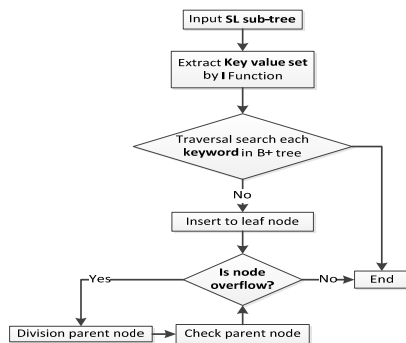 Input SL sub-tree
Extract Key value set
by I Function
Traversal search each
keyword in B+ tree
No
Insert to leaf node
Is node
overflow?
Yes
No
End
Division parent node
Check parent node